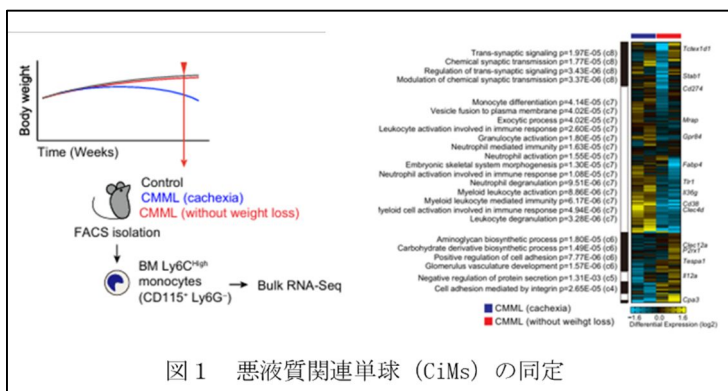 Body weight
Time (Weeks)
Control
CMML (cachexia)
CMML (without weight loss)
FACS isolation
BM Ly6C^High
monocytes
(CD115⁺ Ly6G⁻)
Bulk RNA-Seq
Trans-synaptic signaling p=1.97E-05 (c8)
Chemical synaptic transmission p=1.77E-05 (c8)
Regulation of trans-synaptic signaling p=3.43E-06 (c8)
Modulation of chemical synaptic transmission p=3.37E-06 (c8)
Monocyte differentiation p=4.14E-05 (c7)
Vesicle fusion to plasma membrane p=4.02E-05 (c7)
Exocytic process p=4.02E-05 (c7)
Leukocyte activation involved in immune response p=2.60E-05 (c7)
Granulocyte activation p=2.00E-05 (c7)
Neutrophil mediated immunity p=1.63E-05 (c7)
Neutrophil activation p=1.55E-05 (c7)
Embryonic skeletal system morphogenesis p=1.30E-05 (c7)
Neutrophil activation involved in immune response p=1.08E-05 (c7)
Neutrophil degranulation p=9.51E-06 (c7)
Myeloid leukocyte activation p=8.86E-06 (c7)
Myeloid leukocyte mediated immunity p=6.17E-06 (c7)
yeloid cell activation involved in immune response p=4.94E-06 (c7)
Leukocyte degranulation p=3.28E-06 (c7)
Aminoglycan biosynthetic process p=1.80E-05 (c6)
Carbohydrate derivative biosynthetic process p=1.49E-05 (c6)
Positive regulation of cell adhesion p=7.77E-06 (c6)
Glomerulus vasculature development p=1.57E-06 (c6)
Negative regulation of protein secretion p=1.31E-03 (c5)
Cell adhesion mediated by integrin p=2.65E-05 (c4)
Stab1
Cd274
Mrap
Gpr84
Fabp4
Tlr1
Il36g
Cd38
Clec4d
Clec12a
P2rx1
Tespa1
Il12a
Cpa3
CMML (cachexia)
CMML (without weihgt loss)
-1.6 0.0 1.6
Differential Expression (log2)
図１ 悪液質関連単球（CiMs）の同定